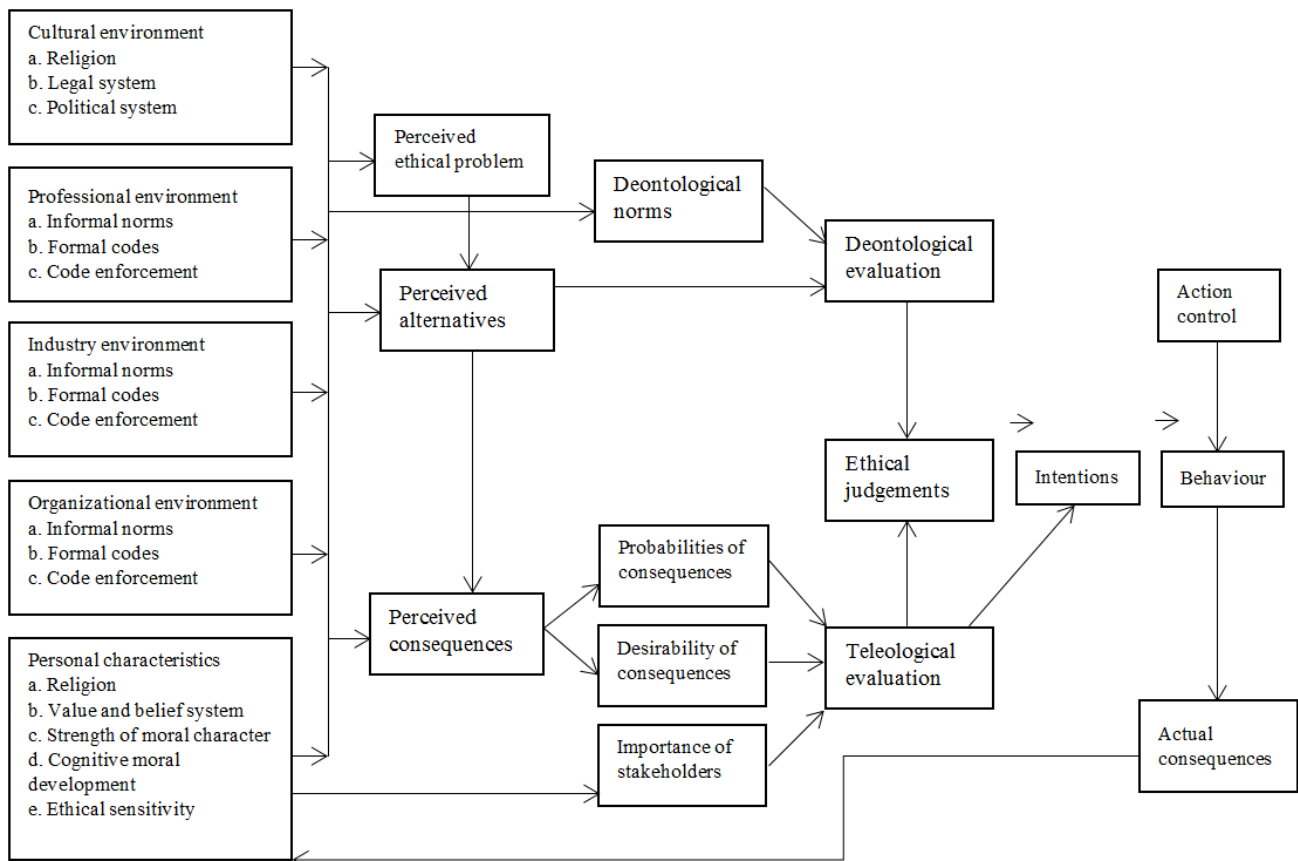 Cultural environment
a. Religion
b. Legal system
c. Political system
Professional environment
a. Informal norms
b. Formal codes
c. Code enforcement
Industry environment
a. Informal norms
b. Formal codes
c. Code enforcement
Organizational environment
a. Informal norms
b. Formal codes
c. Code enforcement
Personal characteristics
a. Religion
b. Value and belief system
c. Strength of moral character
d. Cognitive moral
development
e. Ethical sensitivity
Perceived
ethical problem
Perceived
alternatives
Perceived
consequences
Deontological
norms
Probabilities of
consequences
Desirability of
consequences
Importance of
stakeholders
Deontological
evaluation
Ethical
judgements
Teleological
evaluation
Intentions
Action
control
Behaviour
Actual
consequences